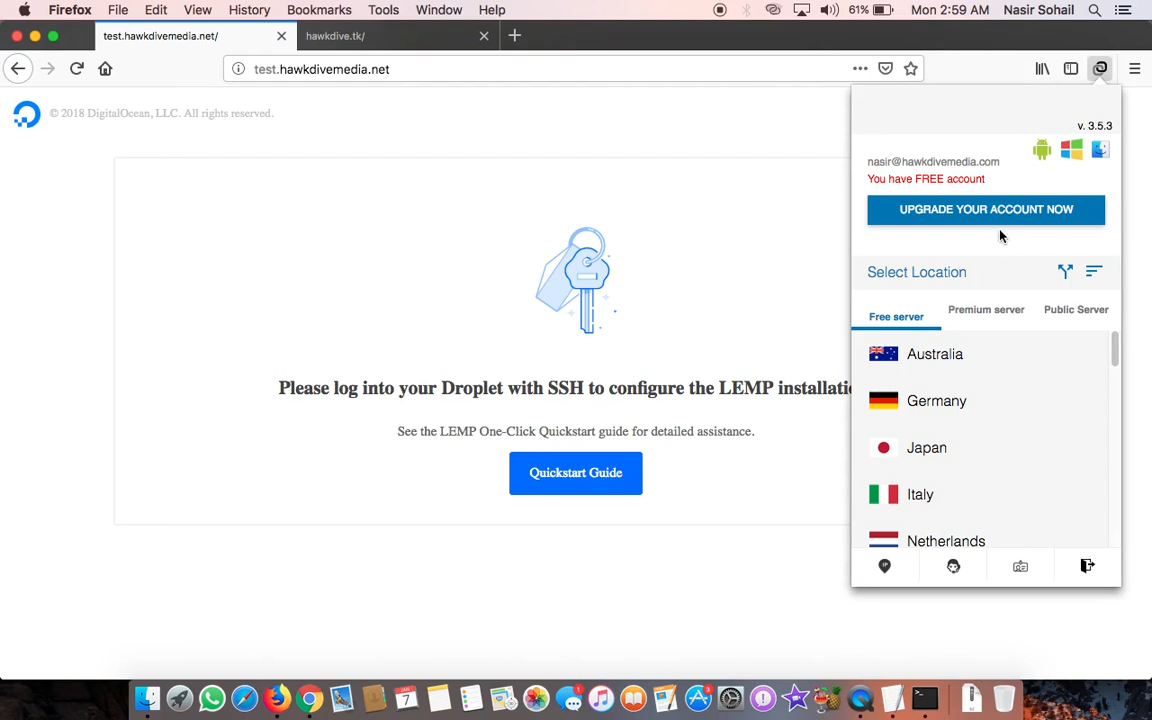 Firefox File Edit View History Bookmarks Tools Window Help 61% Mon 2:59 AM Nasir Sohail
test.hawkdivemedia.net/ hawkdive.tk/
test.hawkdivemedia.net
© 2018 DigitalOcean, LLC. All rights reserved.
v. 3.5.3
nasir@hawkdivemedia.com
You have FREE account
UPGRADE YOUR ACCOUNT NOW
Select Location
Free server Premium server Public Server
Australia
Germany
Japan
Italy
Netherlands
IP
Please log into your Droplet with SSH to configure the LEMP installatio
See the LEMP One-Click Quickstart guide for detailed assistance.
Quickstart Guide
1
7
3